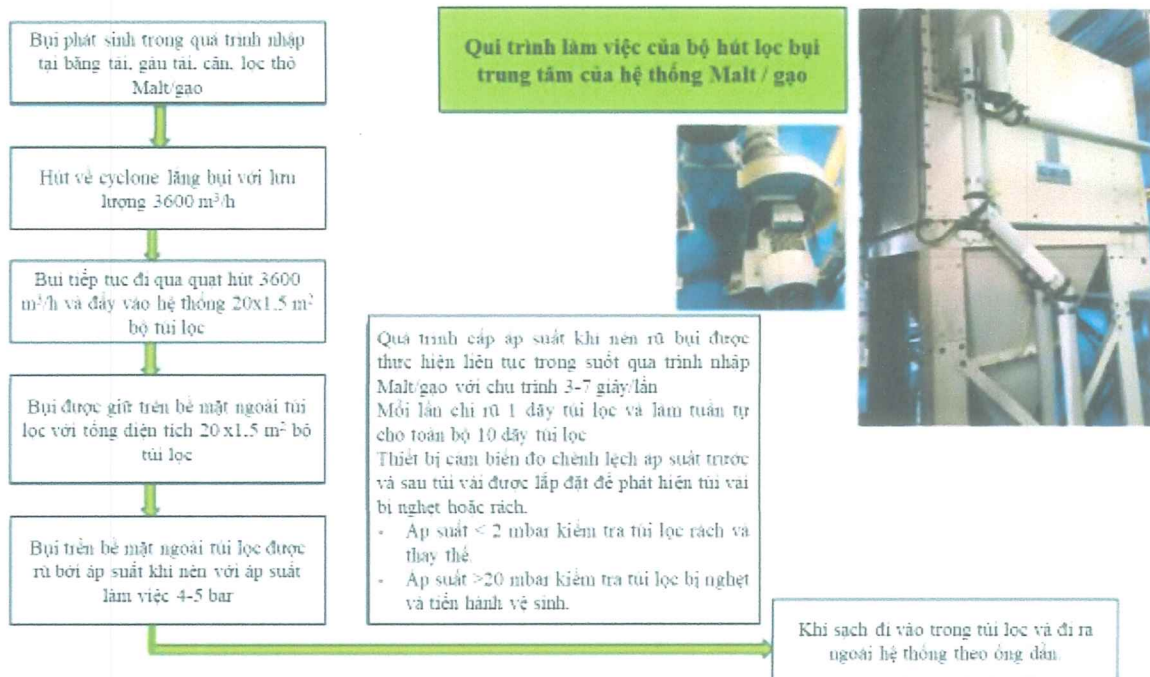 Qui trình làm việc của bộ hút lọc bụi
trung tâm của hệ thống Malt / gạo
Bụi phát sinh trong quá trình nhập
tại băng tải, gàu tải, cân, lọc thô
Malt/gạo
Hút về cyclone lắng bụi với lưu
lượng 3600 m³/h
Bụi tiếp tục đi qua quạt hút 3600
m³/h và đẩy vào hệ thống 20x1.5 m²
bộ túi lọc
Bụi được giữ trên bề mặt ngoài túi
lọc với tổng diện tích 20x1.5 m² bộ
túi lọc
Bụi trên bề mặt ngoài túi lọc được
rũ bởi áp suất khí nén với áp suất
làm việc 4-5 bar
Quá trình cấp áp suất khí nén rũ bụi được
thực hiện liên tục trong suốt quá trình nhập
Malt/gạo với chu trình 3-7 giây/lần
Mỗi lần chỉ rũ 1 dãy túi lọc và làm tuần tự
cho toàn bộ 10 dãy túi lọc
Thiết bị cảm biến đo chênh lệch áp suất trước
và sau túi vải được lắp đặt để phát hiện túi vải
bị nghẹt hoặc rách.
- Áp suất < 2 mbar kiểm tra túi lọc rách và
thay thế.
- Áp suất >20 mbar kiểm tra túi lọc bị nghẹt
và tiến hành vệ sinh.
Khí sạch đi vào trong túi lọc và đi ra
ngoài hệ thống theo ống dẫn.